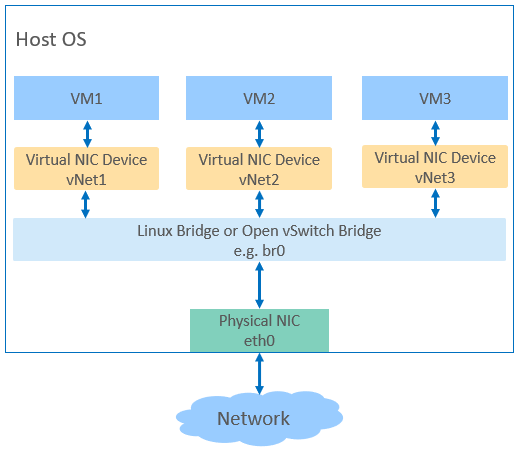 Host OS
VM1
VM2
VM3
Virtual NIC Device
vNet1
Virtual NIC Device
vNet2
Virtual NIC Device
vNet3
Linux Bridge or Open vSwitch Bridge
e.g. br0
Physical NIC
eth0
Network